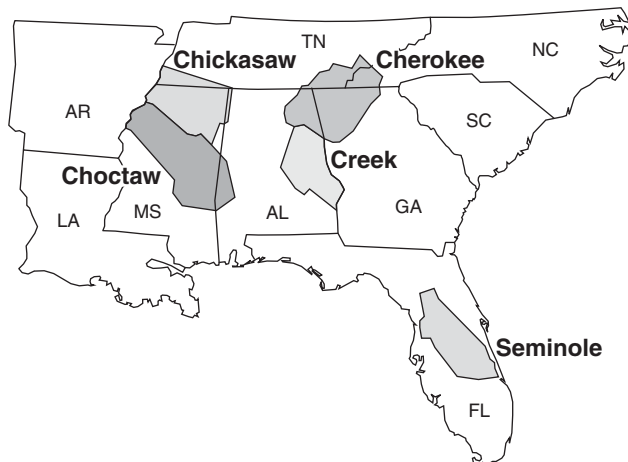 TN
NC
Chickasaw
Cherokee
AR
SC
Creek
Choctaw
MS
AL
GA
LA
Seminole
FL